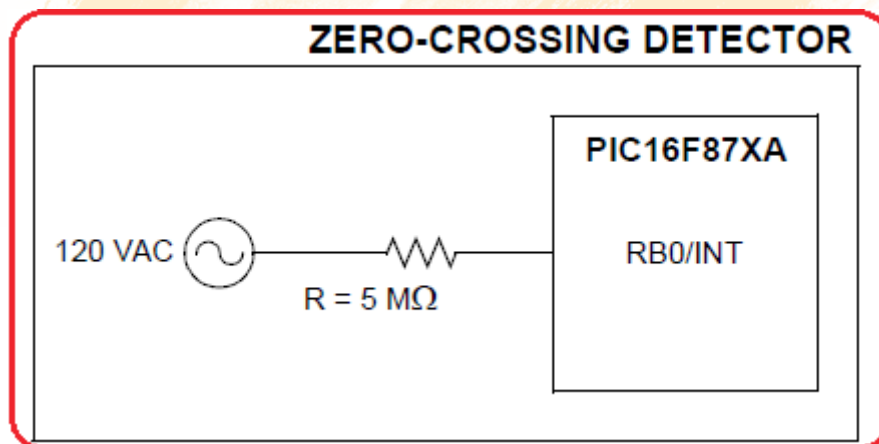 ZERO-CROSSING DETECTOR
PIC16F87XA
120 VAC
RB0/INT
R = 5 MΩ